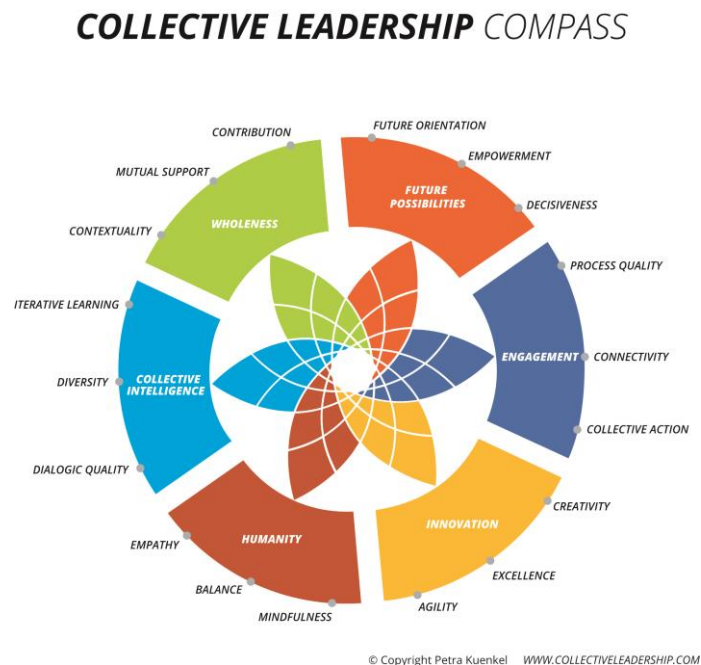 COLLECTIVE LEADERSHIP COMPASS
CONTRIBUTION
MUTUAL SUPPORT
CONTEXTUALITY
WHOLENESS
FUTURE ORIENTATION
EMPOWERMENT
DECISIVENESS
FUTURE
POSSIBILITIES
PROCESS QUALITY
CONNECTIVITY
COLLECTIVE ACTION
ENGAGEMENT
CREATIVITY
EXCELLENCE
AGILITY
INNOVATION
MINDFULNESS
BALANCE
EMPATHY
HUMANITY
DIALOGIC QUALITY
DIVERSITY
ITERATIVE LEARNING
COLLECTIVE
INTELLIGENCE
© Copyright Petra Kuenkel WWW.COLLECTIVELEADERSHIP.COM